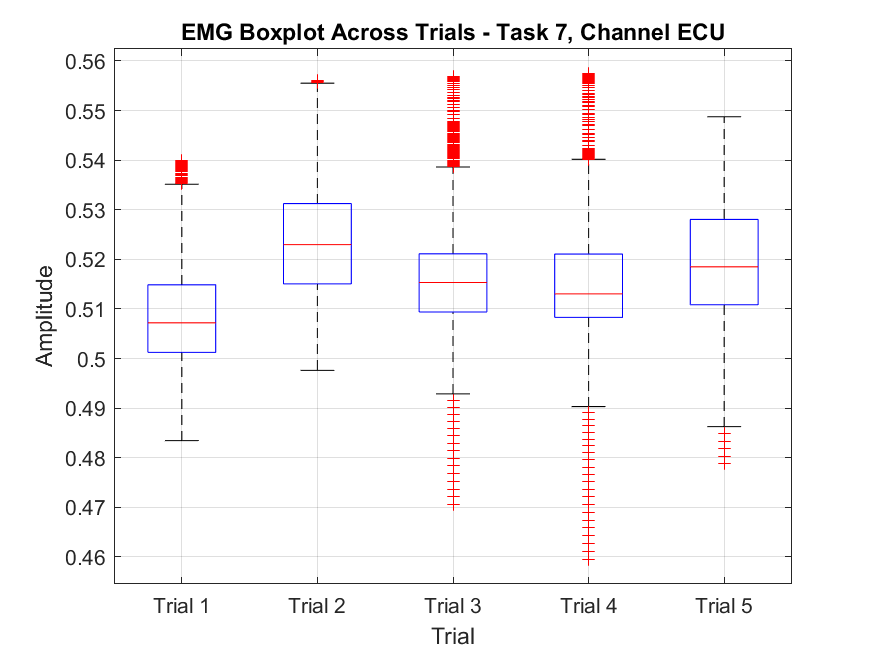 EMG Boxplot Across Trials - Task 7, Channel ECU
0.56
0.55
0.54
0.53
0.52
0.51
0.5
0.49
0.48
0.47
0.46
Amplitude
Trial 1 Trial 2 Trial 3 Trial 4 Trial 5
Trial